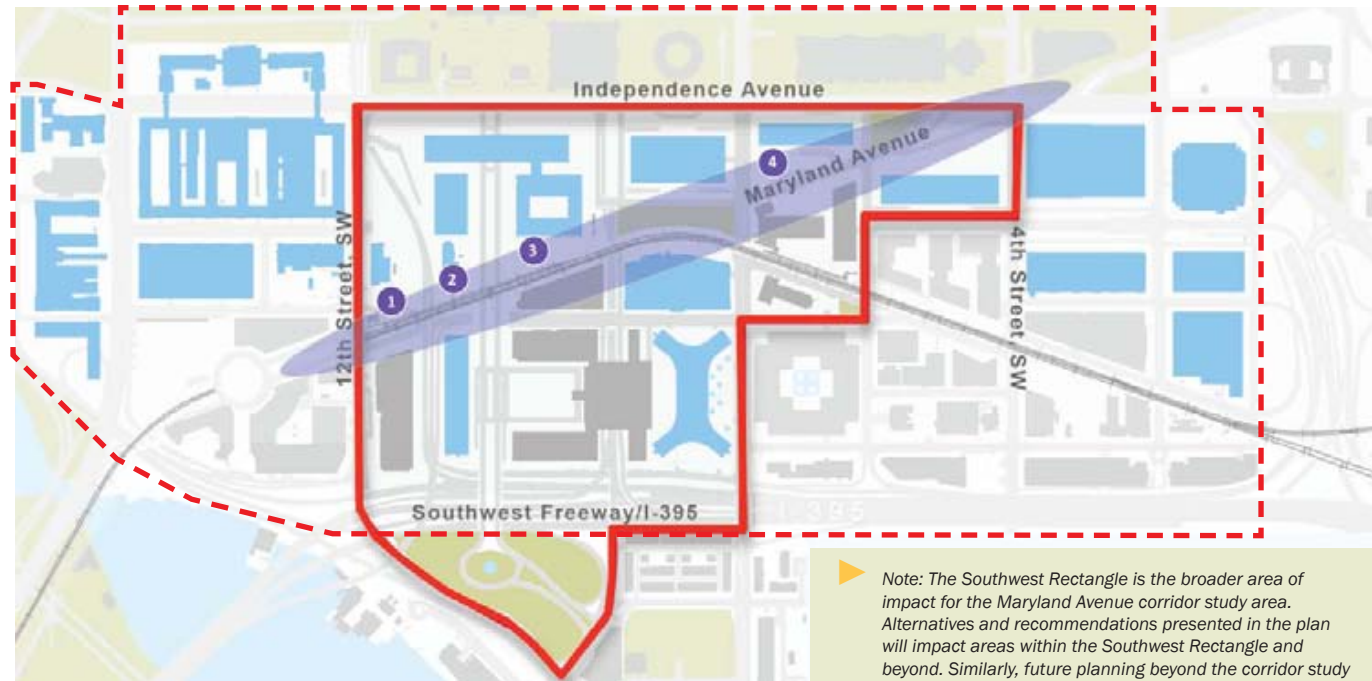 Independence Avenue
Maryland Avenue
4
3
2
1
12th Street, SW
4th Street, SW
Southwest Freeway/I-395
I-395
Note: The Southwest Rectangle is the broader area of
impact for the Maryland Avenue corridor study area.
Alternatives and recommendations presented in the plan
will impact areas within the Southwest Rectangle and
beyond. Similarly, future planning beyond the corridor study